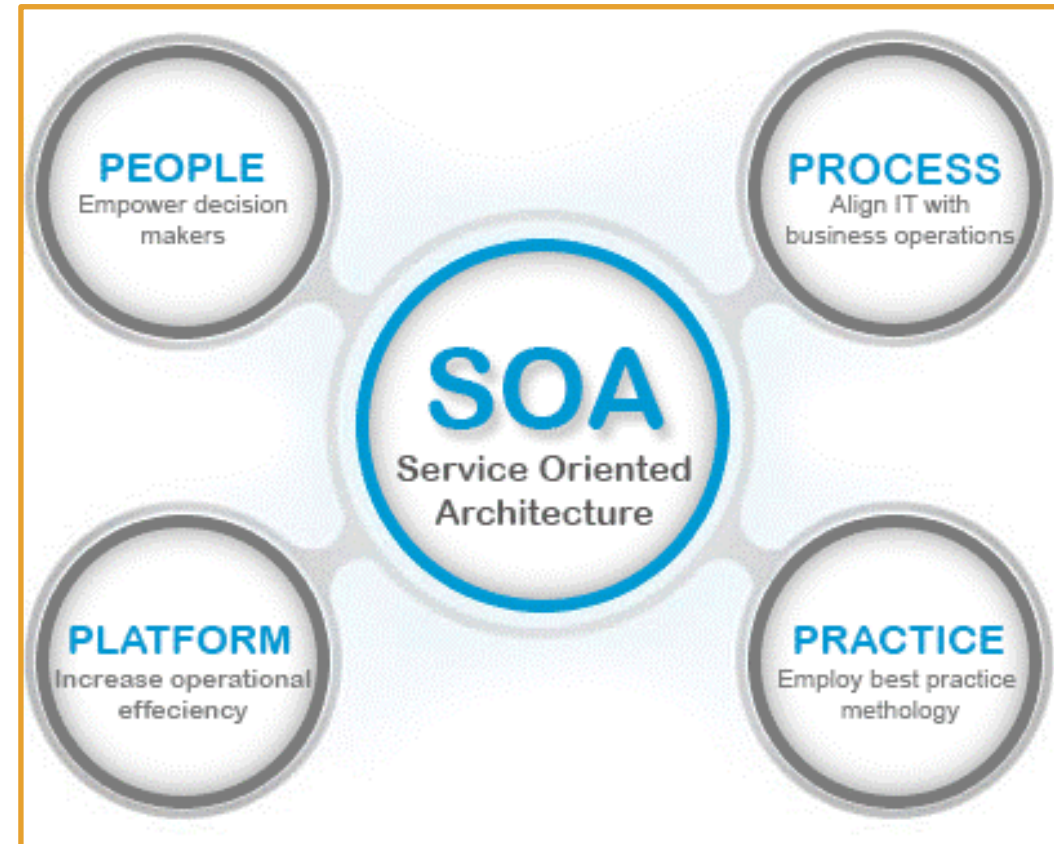 PEOPLE
Empower decision
makers
PROCESS
Align IT with
business operations
SOA
Service Oriented
Architecture
PLATFORM
Increase operational
effeciency
PRACTICE
Employ best practice
methology